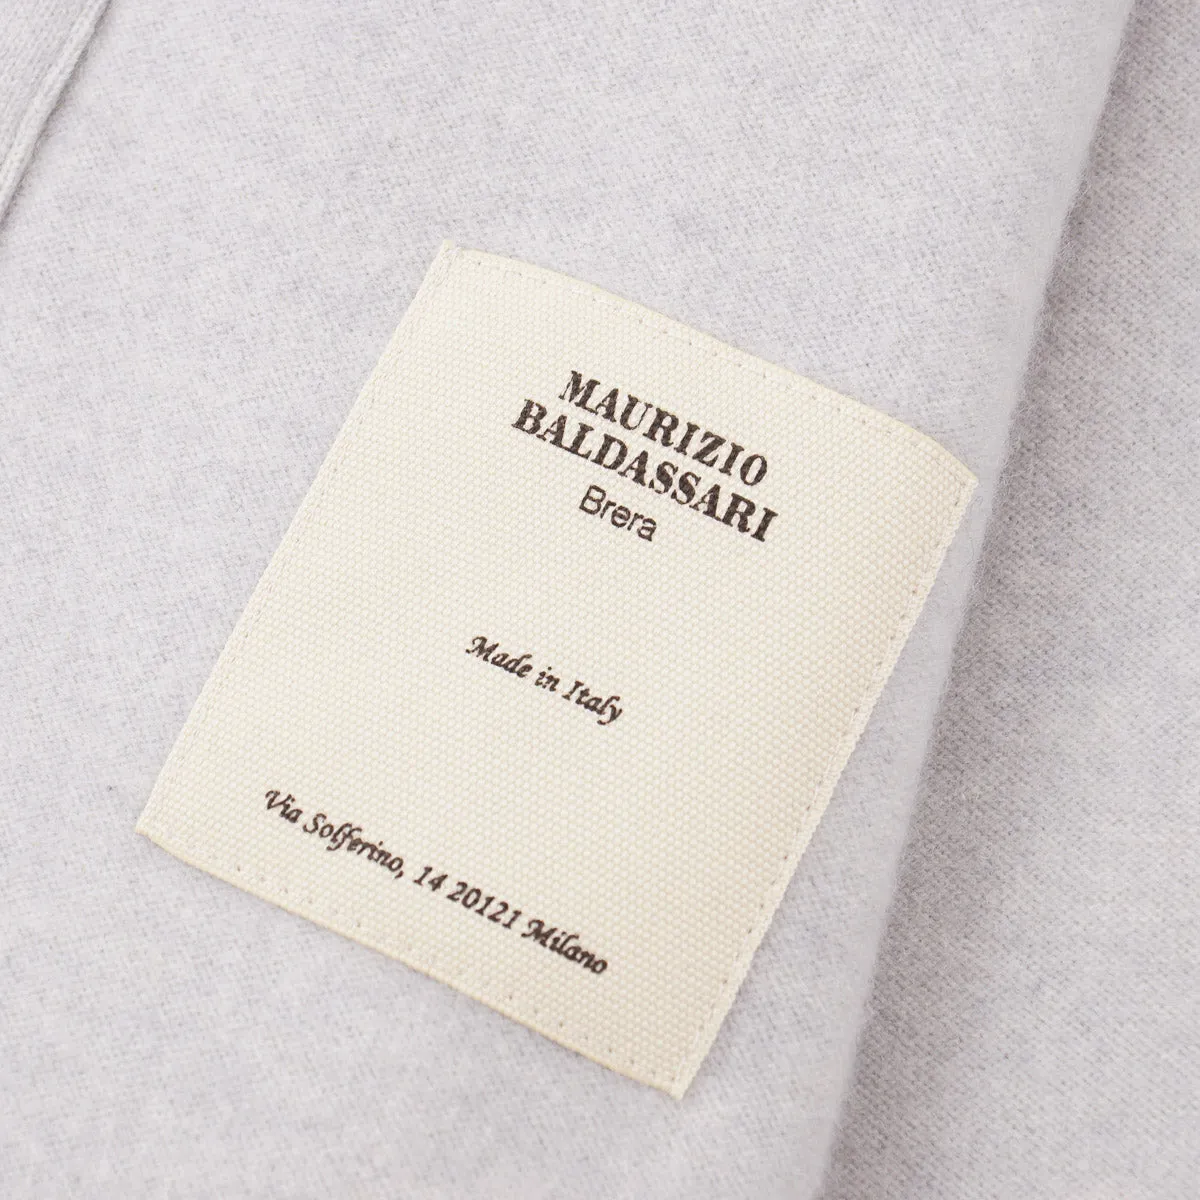 MAURIZIO
BALDASSARI
Brera
Made in Italy
Via Solferino, 14 20121 Milano